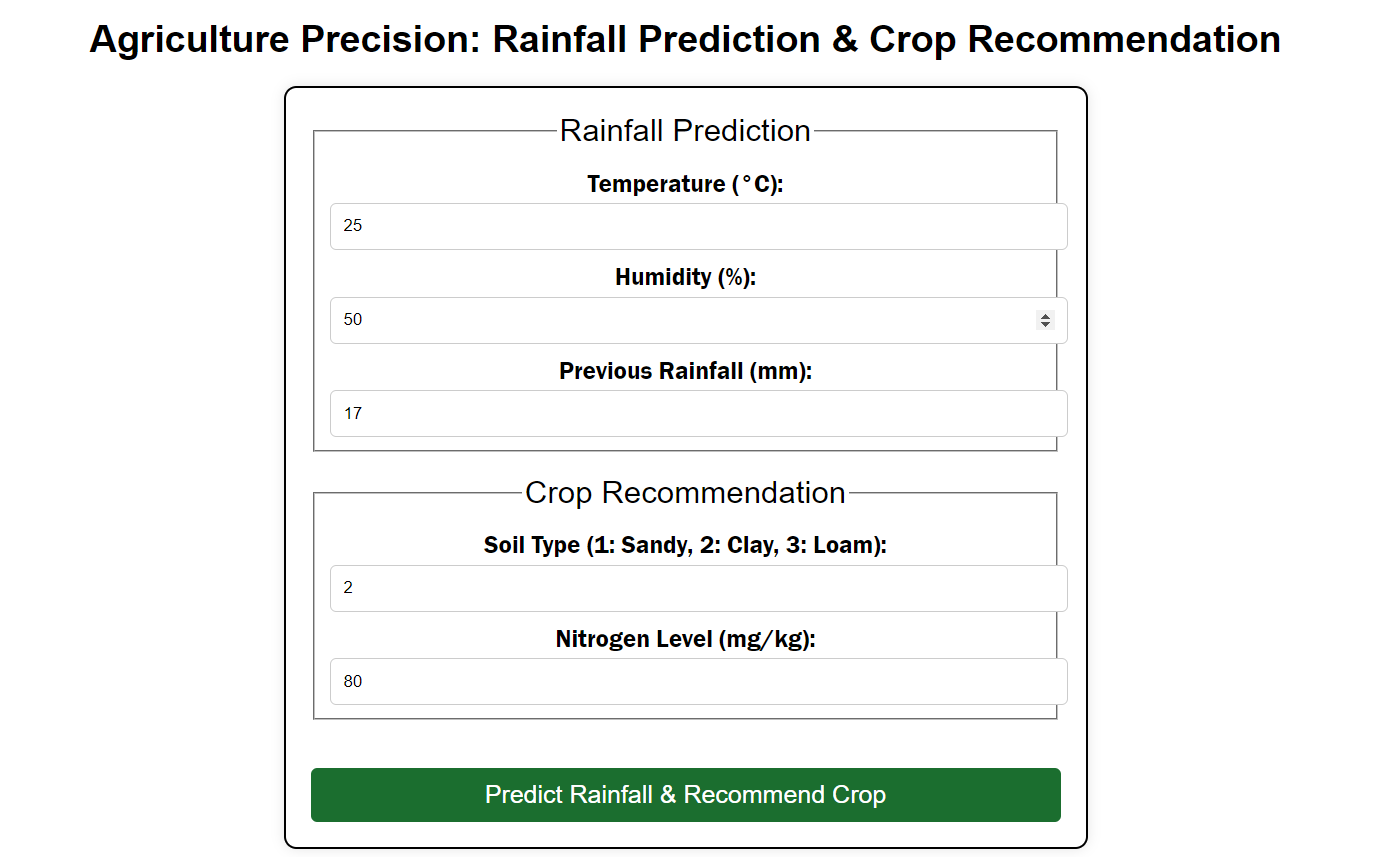 Agriculture Precision: Rainfall Prediction & Crop Recommendation
Rainfall Prediction
Temperature (°C):
25
Humidity (%):
50
Previous Rainfall (mm):
17
Crop Recommendation
Soil Type (1: Sandy, 2: Clay, 3: Loam):
2
Nitrogen Level (mg/kg):
80
Predict Rainfall & Recommend Crop